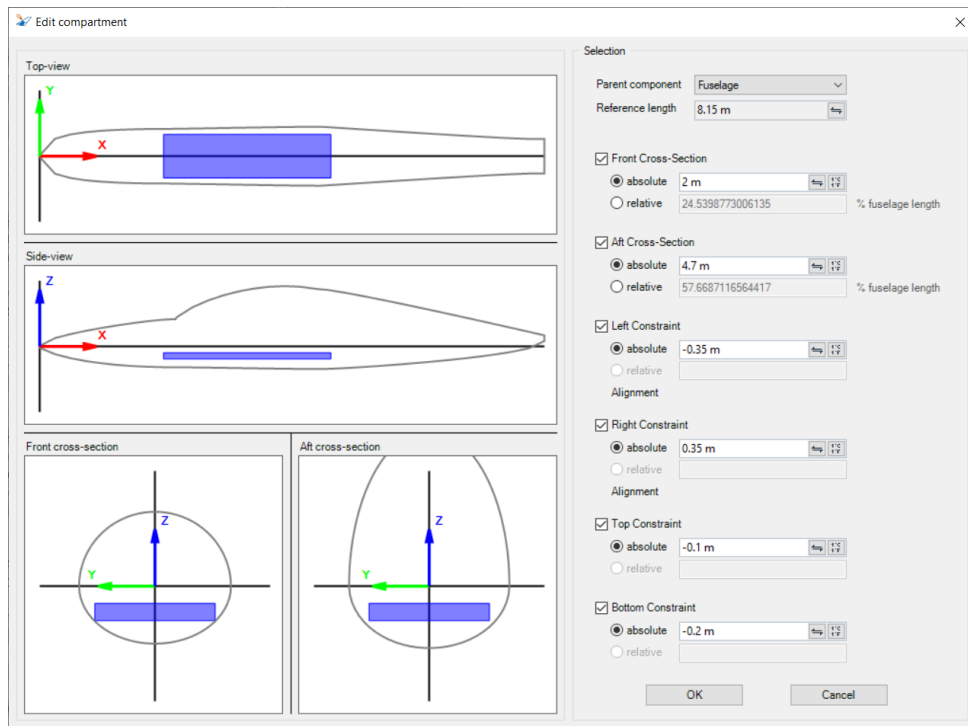 Edit compartment
Top-view
Y
X
Side-view
Z
X
Front cross-section
Z
Y
Aft cross-section
Z
Y
Selection
Parent component Fuselage
Reference length 8.15 m
Front Cross-Section
absolute 2 m
relative 24.5398773006135 % fuselage length
Aft Cross-Section
absolute 4.7 m
relative 57.6687116564417 % fuselage length
Left Constraint
absolute -0.35 m
relative
Alignment
Right Constraint
absolute 0.35 m
relative
Alignment
Top Constraint
absolute -0.1 m
relative
Bottom Constraint
absolute -0.2 m
relative
OK Cancel